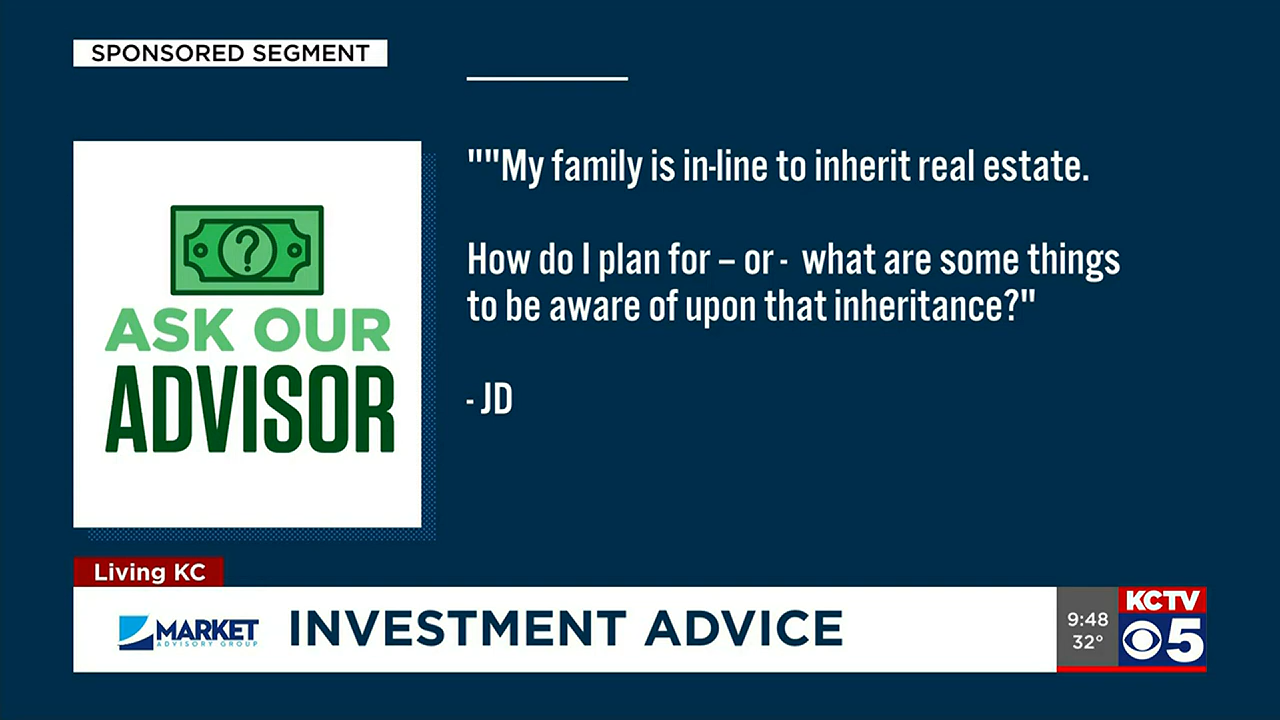 SPONSORED SEGMENT
""My family is in-line to inherit real estate.
How do I plan for – or - what are some things
to be aware of upon that inheritance?"
- JD
?
ASK OUR
ADVISOR
Living KC
MARKET
ADVISORY GROUP
INVESTMENT ADVICE
9:48
32°
KCTV
5